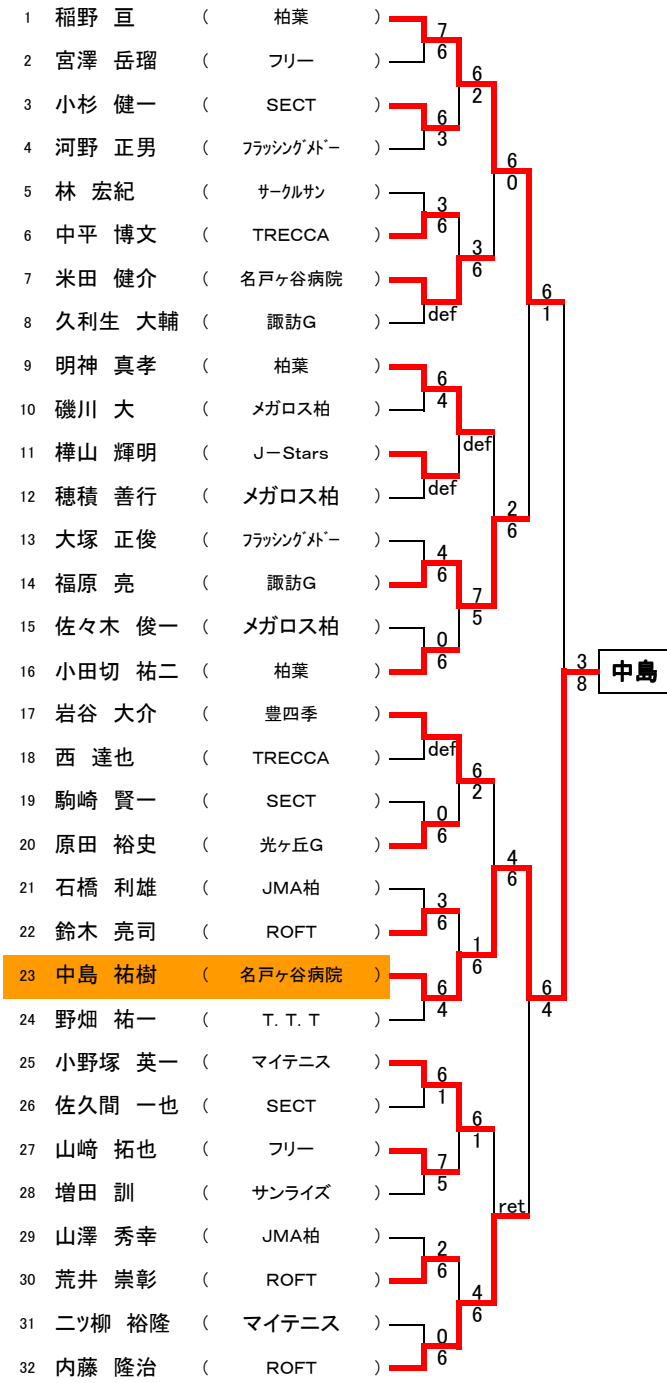 1 稲野 亘 ( 柏葉 )
7
6
2 宮澤 岳瑠 ( フリー )
6
2
3 小杉 健一 ( SECT )
6
3
4 河野 正男 ( フラッシングメドー )
6
0
5 林 宏紀 ( サークルサン )
3
6
6 中平 博文 ( TRECCA )
3
6
7 米田 健介 ( 名戸ヶ谷病院 )
def
8 久利生 大輔 ( 諏訪G )
6
1
9 明神 真孝 ( 柏葉 )
6
4
10 磯川 大 ( メガロス柏 )
def
11 樺山 輝明 ( J－Stars )
def
12 穂積 善行 ( メガロス柏 )
2
6
13 大塚 正俊 ( フラッシングメドー )
4
6
14 福原 亮 ( 諏訪G )
7
5
15 佐々木 俊一 ( メガロス柏 )
0
6
16 小田切 祐二 ( 柏葉 )
3
8
中島
17 岩谷 大介 ( 豊四季 )
def
18 西 達也 ( TRECCA )
6
2
19 駒崎 賢一 ( SECT )
0
6
20 原田 裕史 ( 光ヶ丘G )
4
6
21 石橋 利雄 ( JMA柏 )
3
6
22 鈴木 亮司 ( ROFT )
1
6
23 中島 祐樹 ( 名戸ヶ谷病院 )
6
4
24 野畑 祐一 ( T. T. T )
6
4
25 小野塚 英一 ( マイテニス )
6
1
26 佐久間 一也 ( SECT )
6
1
27 山﨑 拓也 ( フリー )
7
5
28 増田 訓 ( サンライズ )
ret
29 山澤 秀幸 ( JMA柏 )
2
6
30 荒井 崇彰 ( ROFT )
4
6
31 二ツ柳 裕隆 ( マイテニス )
0
6
32 内藤 隆治 ( ROFT )